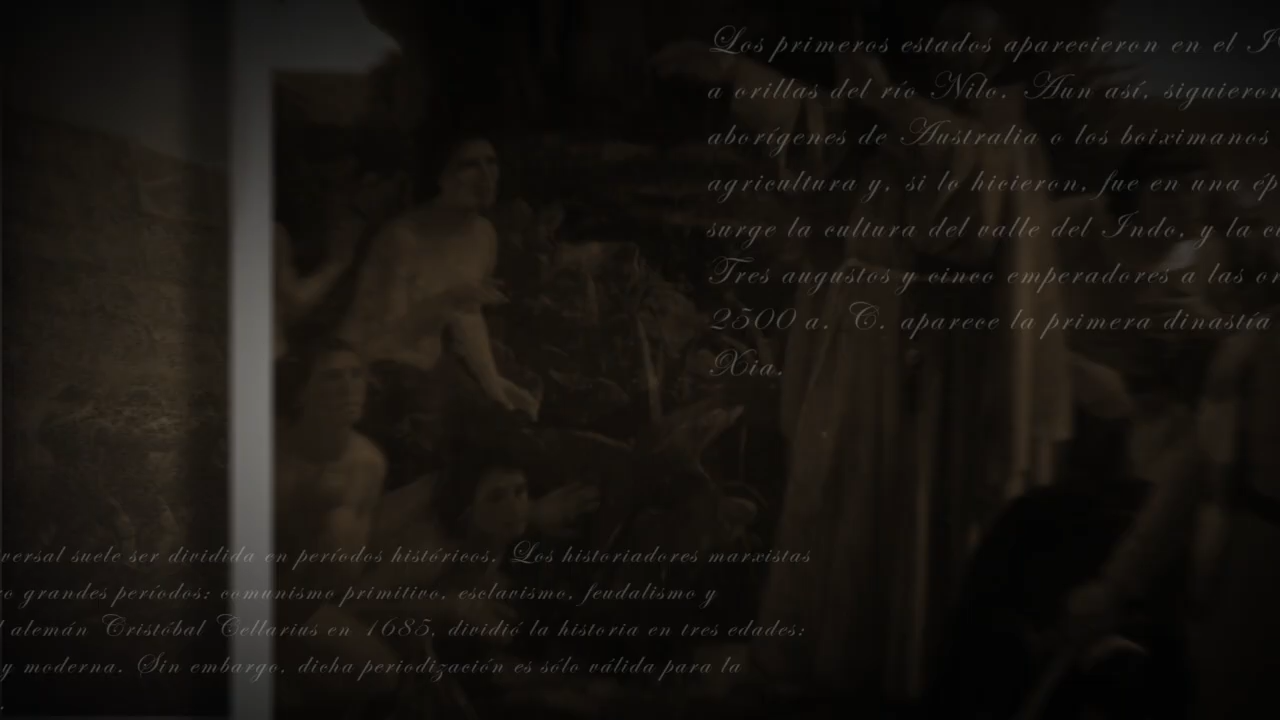 Los primeros estados aparecieron en el
a orillas del río Nilo. Aun así, siguieron
aborígenes de Australia o los boiximanos
agricultura y, si lo hicieron, fue en una
surge la cultura del valle del Indo, y la
Tres augustos y cinco emperadores a las
2500 a. C. aparece la primera dinastía
Xia.
versal suele ser dividida en períodos históricos. Los historiadores marxistas
grandes períodos: comunismo primitivo, esclavismo, feudalismo y
alemán Cristóbal Cellarius en 1685, dividió la historia en tres edades:
y moderna. Sin embargo, dicha periodización es sólo válida para la